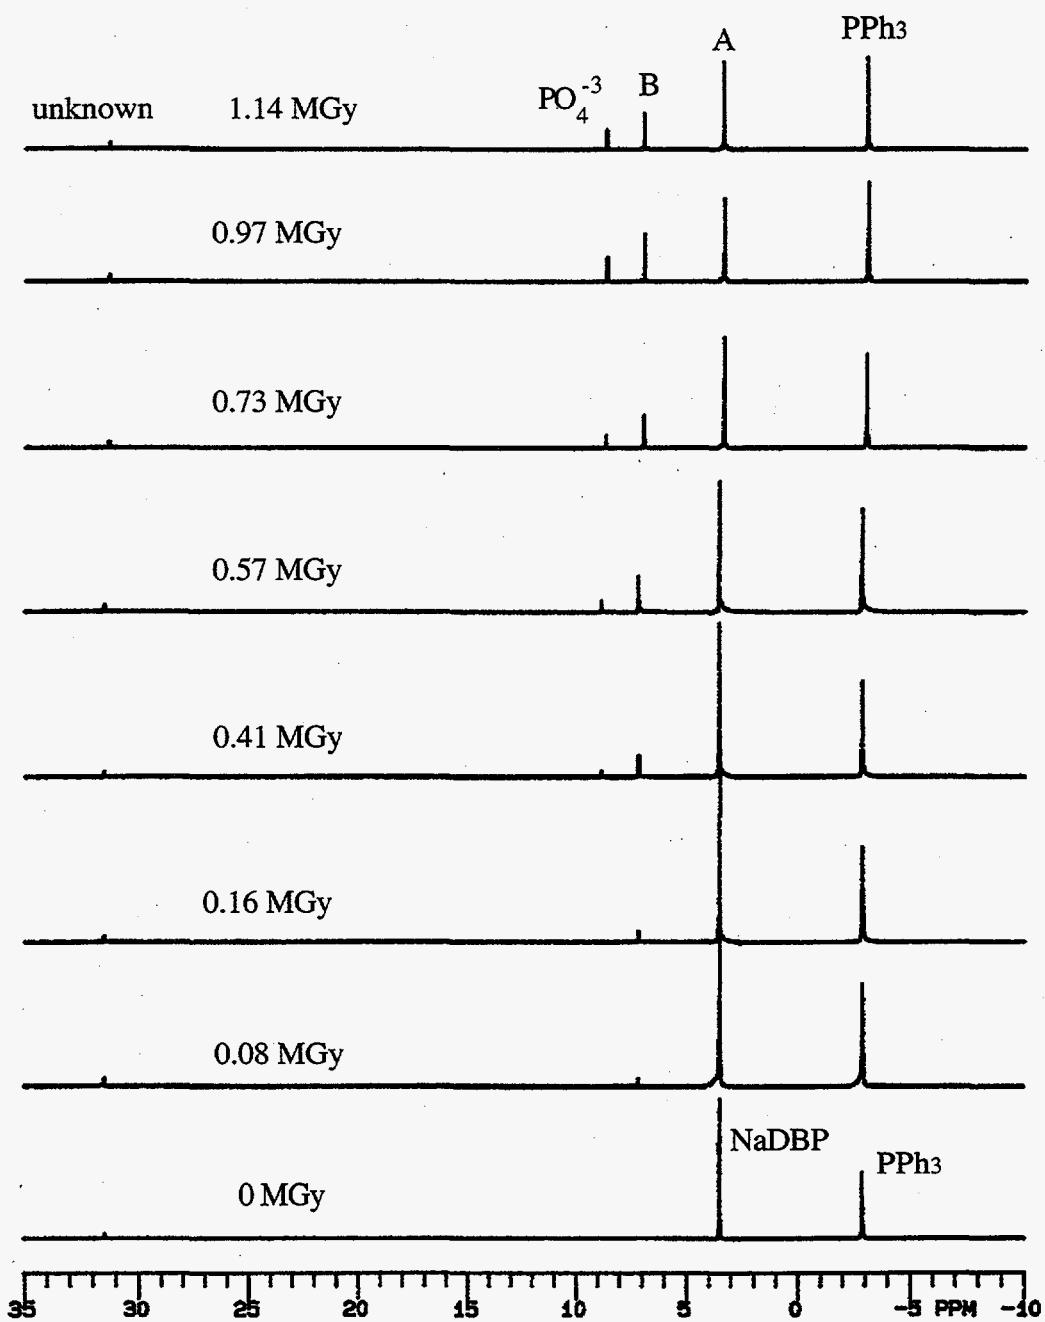 PPh3
A
unknown 1.14 MGy PO4-3 B
0.97 MGy
0.73 MGy
0.57 MGy
0.41 MGy
0.16 MGy
0.08 MGy
NaDBP
PPh3
0 MGy
35 30 25 20 15 10 5 0 -5 PPM -10